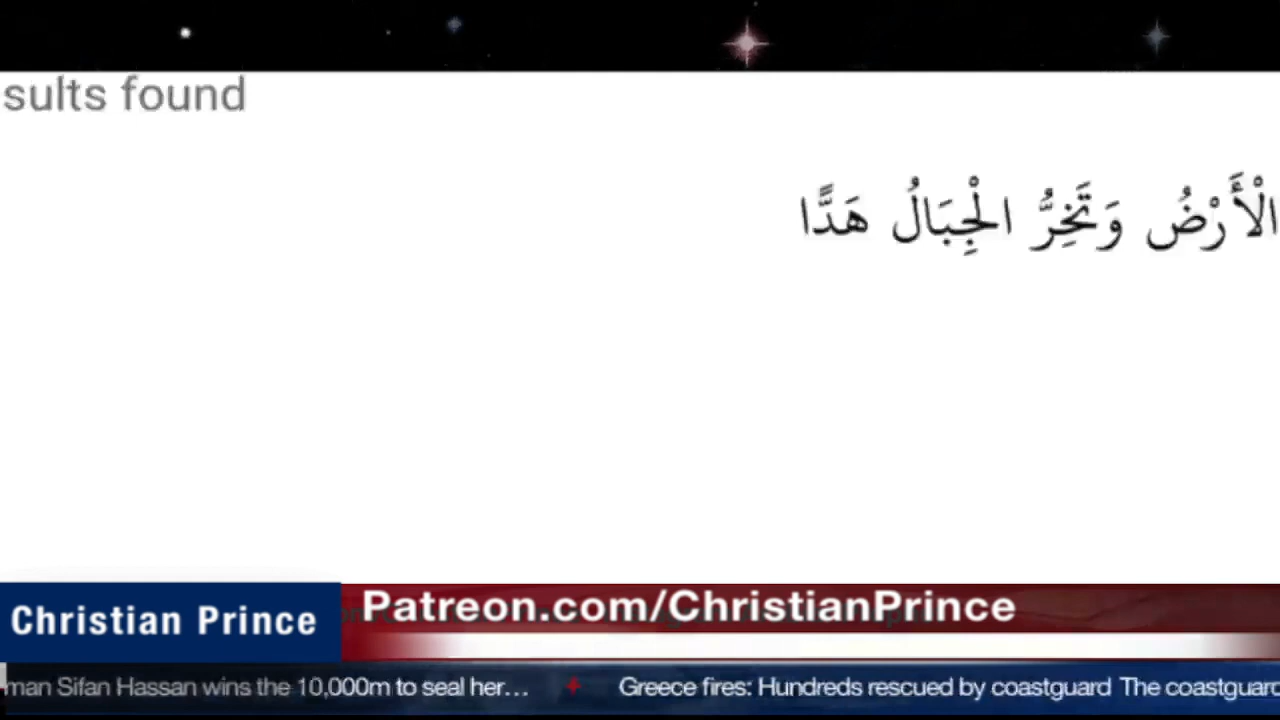 sults found
الْأَرْضُ وَتَخِرُّ الْجِبَالُ هَدًّا
Christian Prince
Patreon.com/ChristianPrince
man Sifan Hassan wins the 10,000m to seal her... Greece fires: Hundreds rescued by coastguard The coastguard